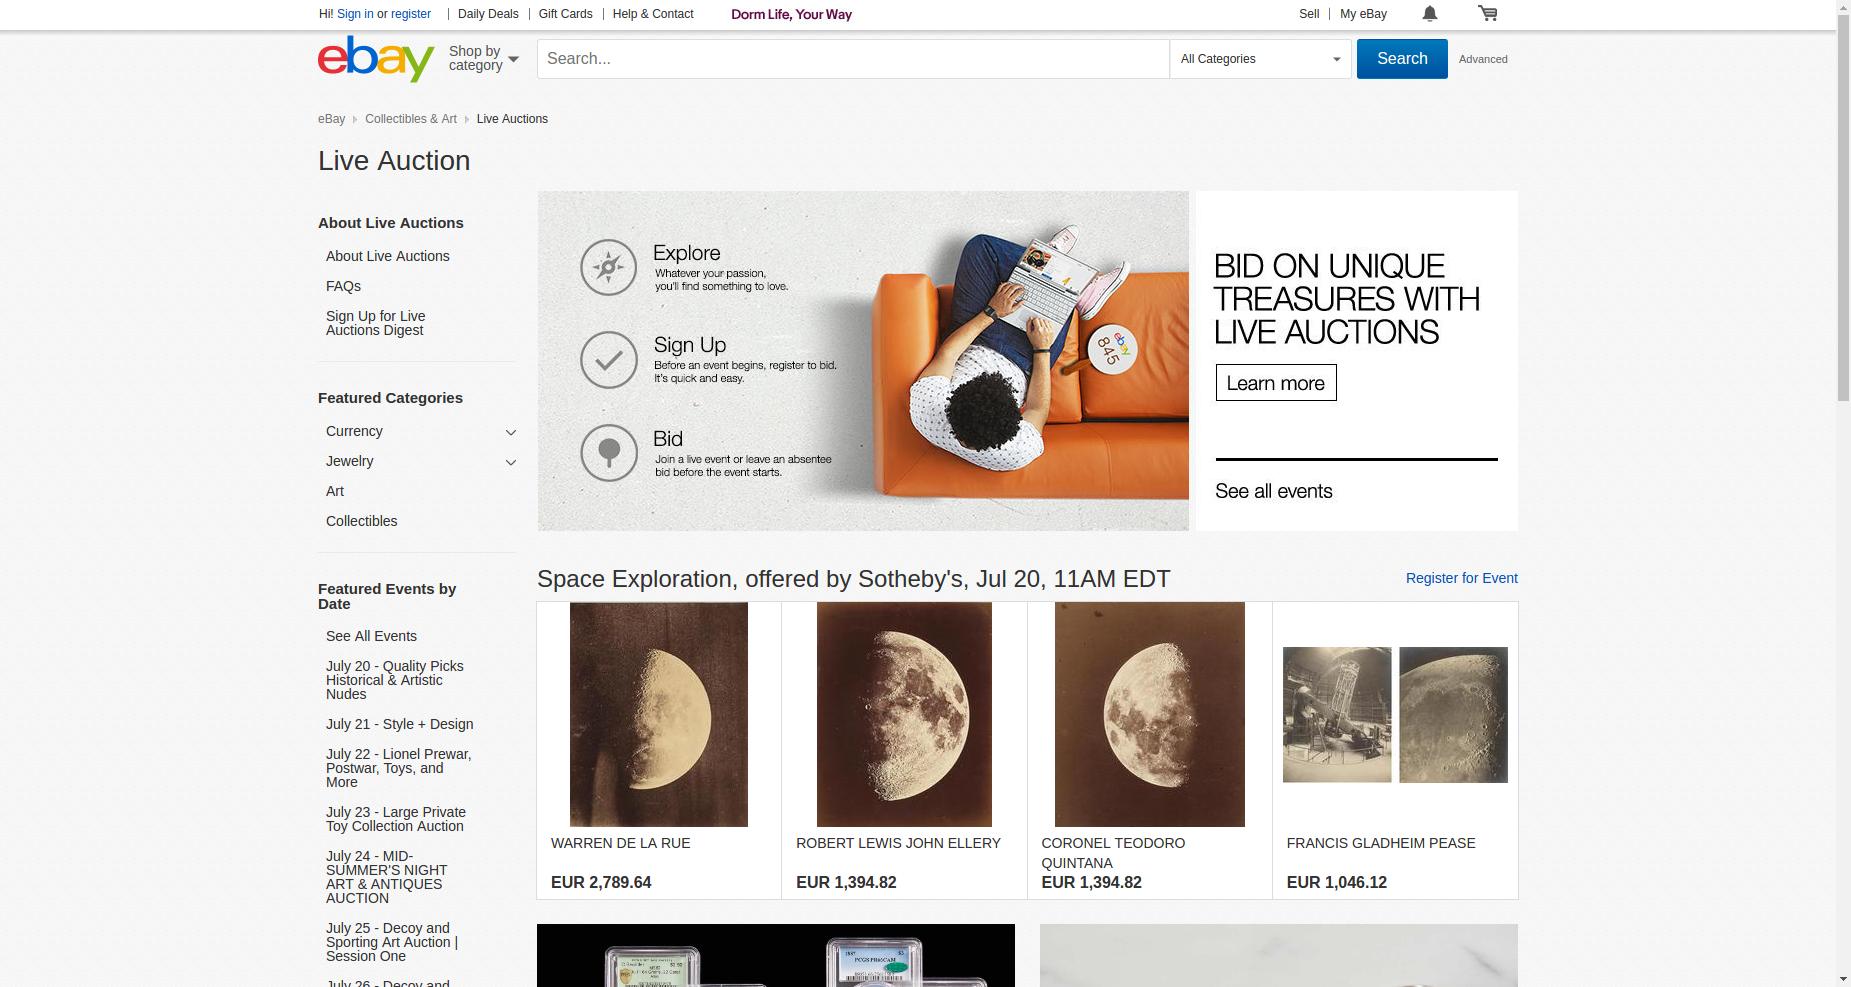 Hi! Sign in or register
Daily Deals
Gift Cards
Help & Contact
Dorm Life, Your Way
Sell
My eBay
ebay
Shop by
category
Search...
All Categories
Search
Advanced
eBay
Collectibles & Art
Live Auctions
Live Auction
About Live Auctions
About Live Auctions
FAQs
Sign Up for Live
Auctions Digest
Featured Categories
Currency
Jewelry
Art
Collectibles
Featured Events by
Date
See All Events
July 20 - Quality Picks
Historical & Artistic
Nudes
July 21 - Style + Design
July 22 - Lionel Prewar,
Postwar, Toys, and
More
July 23 - Large Private
Toy Collection Auction
July 24 - MID-
SUMMER'S NIGHT
ART & ANTIQUES
AUCTION
July 25 - Decoy and
Sporting Art Auction |
Session One
July 26 - Decoy and
Explore
Whatever your passion,
you'll find something to love.
Sign Up
Before an event begins, register to bid.
It's quick and easy.
Bid
Join a live event or leave an absentee
bid before the event starts.
ebay
845
BID ON UNIQUE
TREASURES WITH
LIVE AUCTIONS
Learn more
See all events
Space Exploration, offered by Sotheby's, Jul 20, 11AM EDT
Register for Event
WARREN DE LA RUE
EUR 2,789.64
ROBERT LEWIS JOHN ELLERY
EUR 1,394.82
CORONEL TEODORO
QUINTANA
EUR 1,394.82
FRANCIS GLADHEIM PEASE
EUR 1,046.12
1887 $3
PCGS PR66CAM